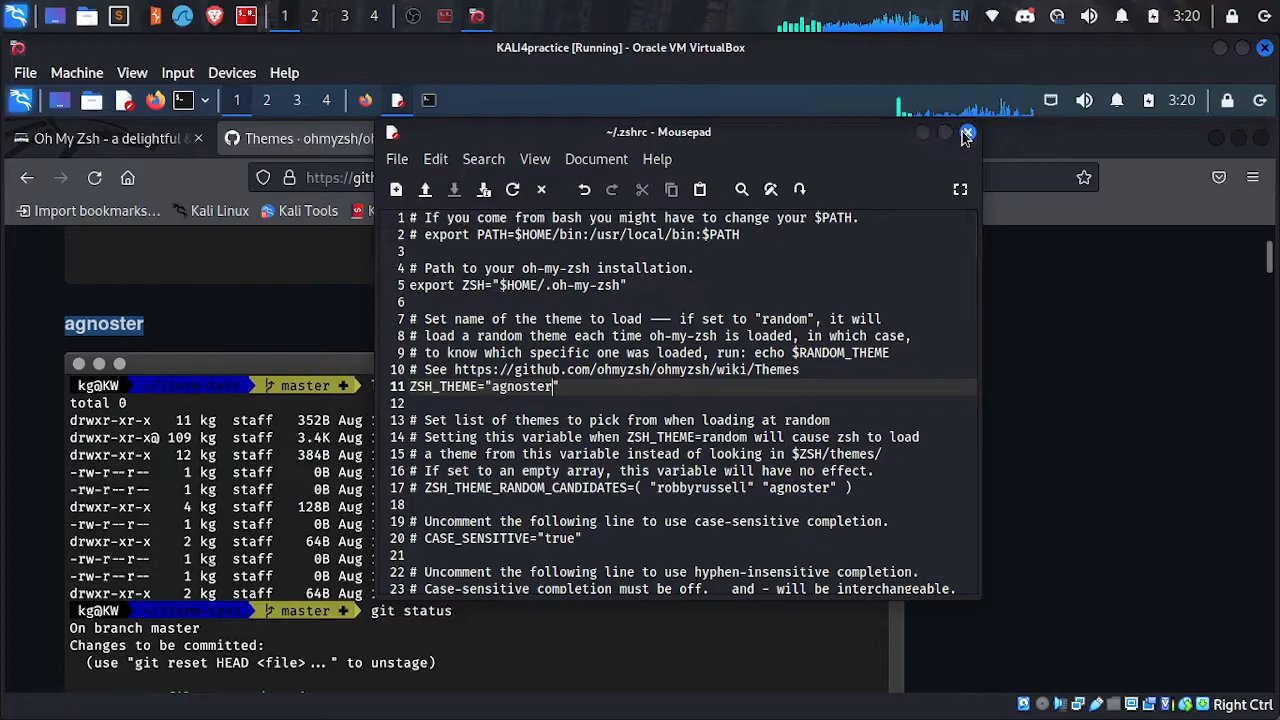 1 2 3 4
EN 3:20
KALI4practice [Running] - Oracle VM VirtualBox
File Machine View Input Devices Help
1 2 3 4
3:20
Oh My Zsh - a delightful &
Themes · ohmyzsh/oh
~/.zshrc - Mousepad
File Edit Search View Document Help
https://gith
Import bookmarks... Kali Linux Kali Tools
1 # If you come from bash you might have to change your $PATH.
2 # export PATH=$HOME/bin:/usr/local/bin:$PATH
3
4 # Path to your oh-my-zsh installation.
5 export ZSH="$HOME/.oh-my-zsh"
6
7 # Set name of the theme to load —— if set to "random", it will
8 # load a random theme each time oh-my-zsh is loaded, in which case,
9 # to know which specific one was loaded, run: echo $RANDOM_THEME
10 # See https://github.com/ohmyzsh/ohmyzsh/wiki/Themes
11 ZSH_THEME="agnoster"
12
13 # Set list of themes to pick from when loading at random
14 # Setting this variable when ZSH_THEME=random will cause zsh to load
15 # a theme from this variable instead of looking in $ZSH/themes/
16 # If set to an empty array, this variable will have no effect.
17 # ZSH_THEME_RANDOM_CANDIDATES=( "robbyrussell" "agnoster" )
18
19 # Uncomment the following line to use case-sensitive completion.
20 # CASE_SENSITIVE="true"
21
22 # Uncomment the following line to use hyphen-insensitive completion.
23 # Case-sensitive completion must be off. and - will be interchangeable.
agnoster
kg@KW master +
total 0
drwxr-xr-x 11 kg staff 352B Aug
drwxr-xr-x@ 109 kg staff 3.4K Aug
drwxr-xr-x 12 kg staff 384B Aug
-rw-r--r-- 1 kg staff 0B Aug
-rw-r--r-- 1 kg staff 0B Aug
drwxr-xr-x 4 kg staff 128B Aug
drwxr-xr-x 2 kg staff 64B Aug
-rw-r--r-- 1 kg staff 0B Aug
-rw-r--r-- 1 kg staff 0B Aug
drwxr-xr-x 2 kg staff 64B Aug
kg@KW master + git status
On branch master
Changes to be committed:
(use "git reset HEAD <file>..." to unstage)
Right Ctrl